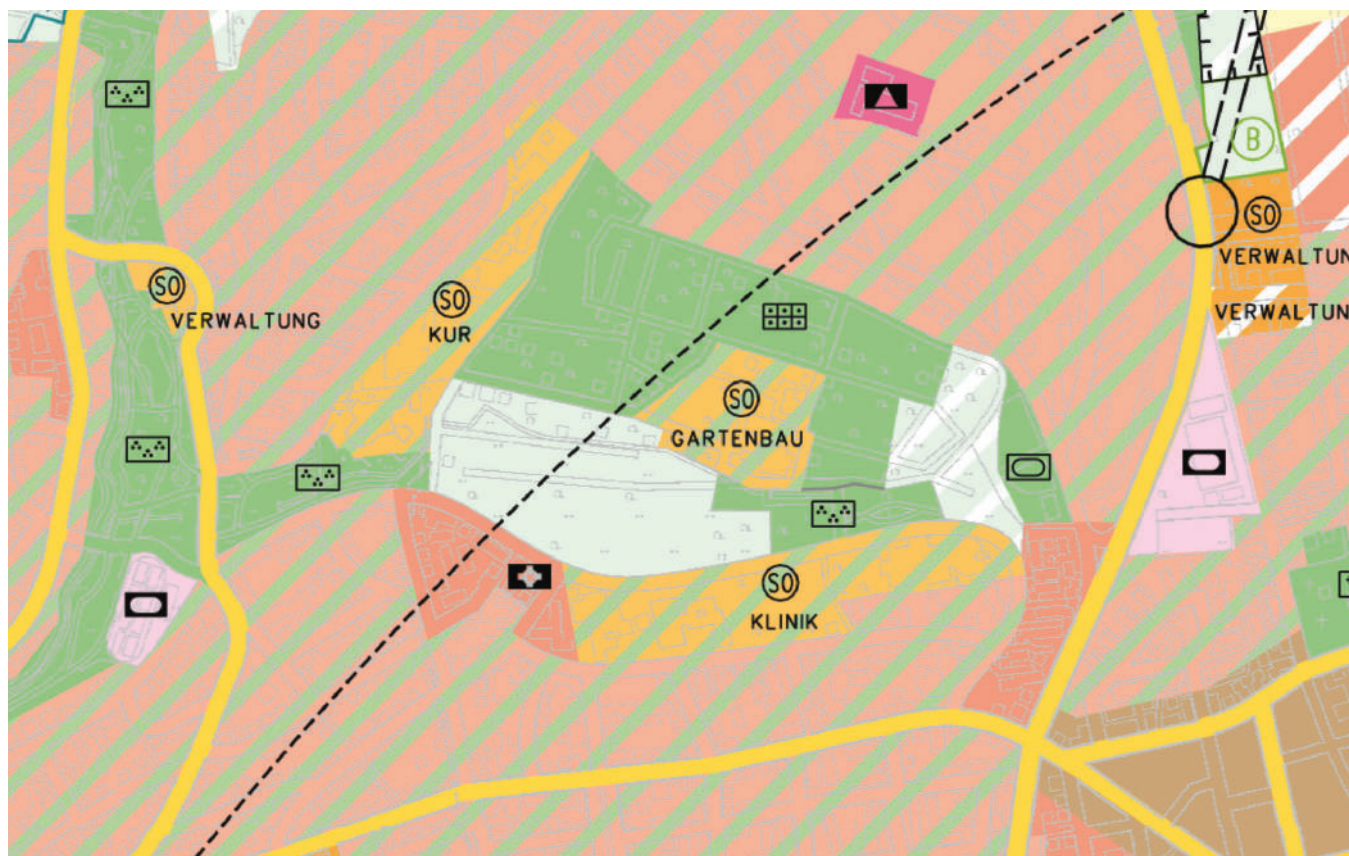 B
SO
VERWALTUN
VERWALTUN
SO
VERWALTUNG
SO
KUR
SO
GARTENBAU
SO
KLINIK